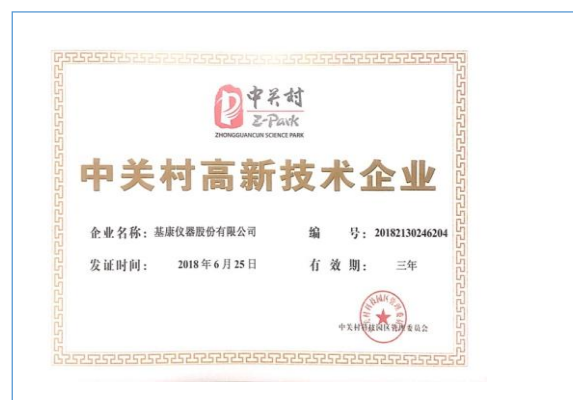 中关村
Z-Park
ZHONGGUANCUN SCIENCE PARK
中关村高新技术企业
企业名称：基康仪器股份有限公司 编 号：20182130246204
发证时间： 2018年6月25日 有 效 期： 三年
中关村科技园区管理委员会